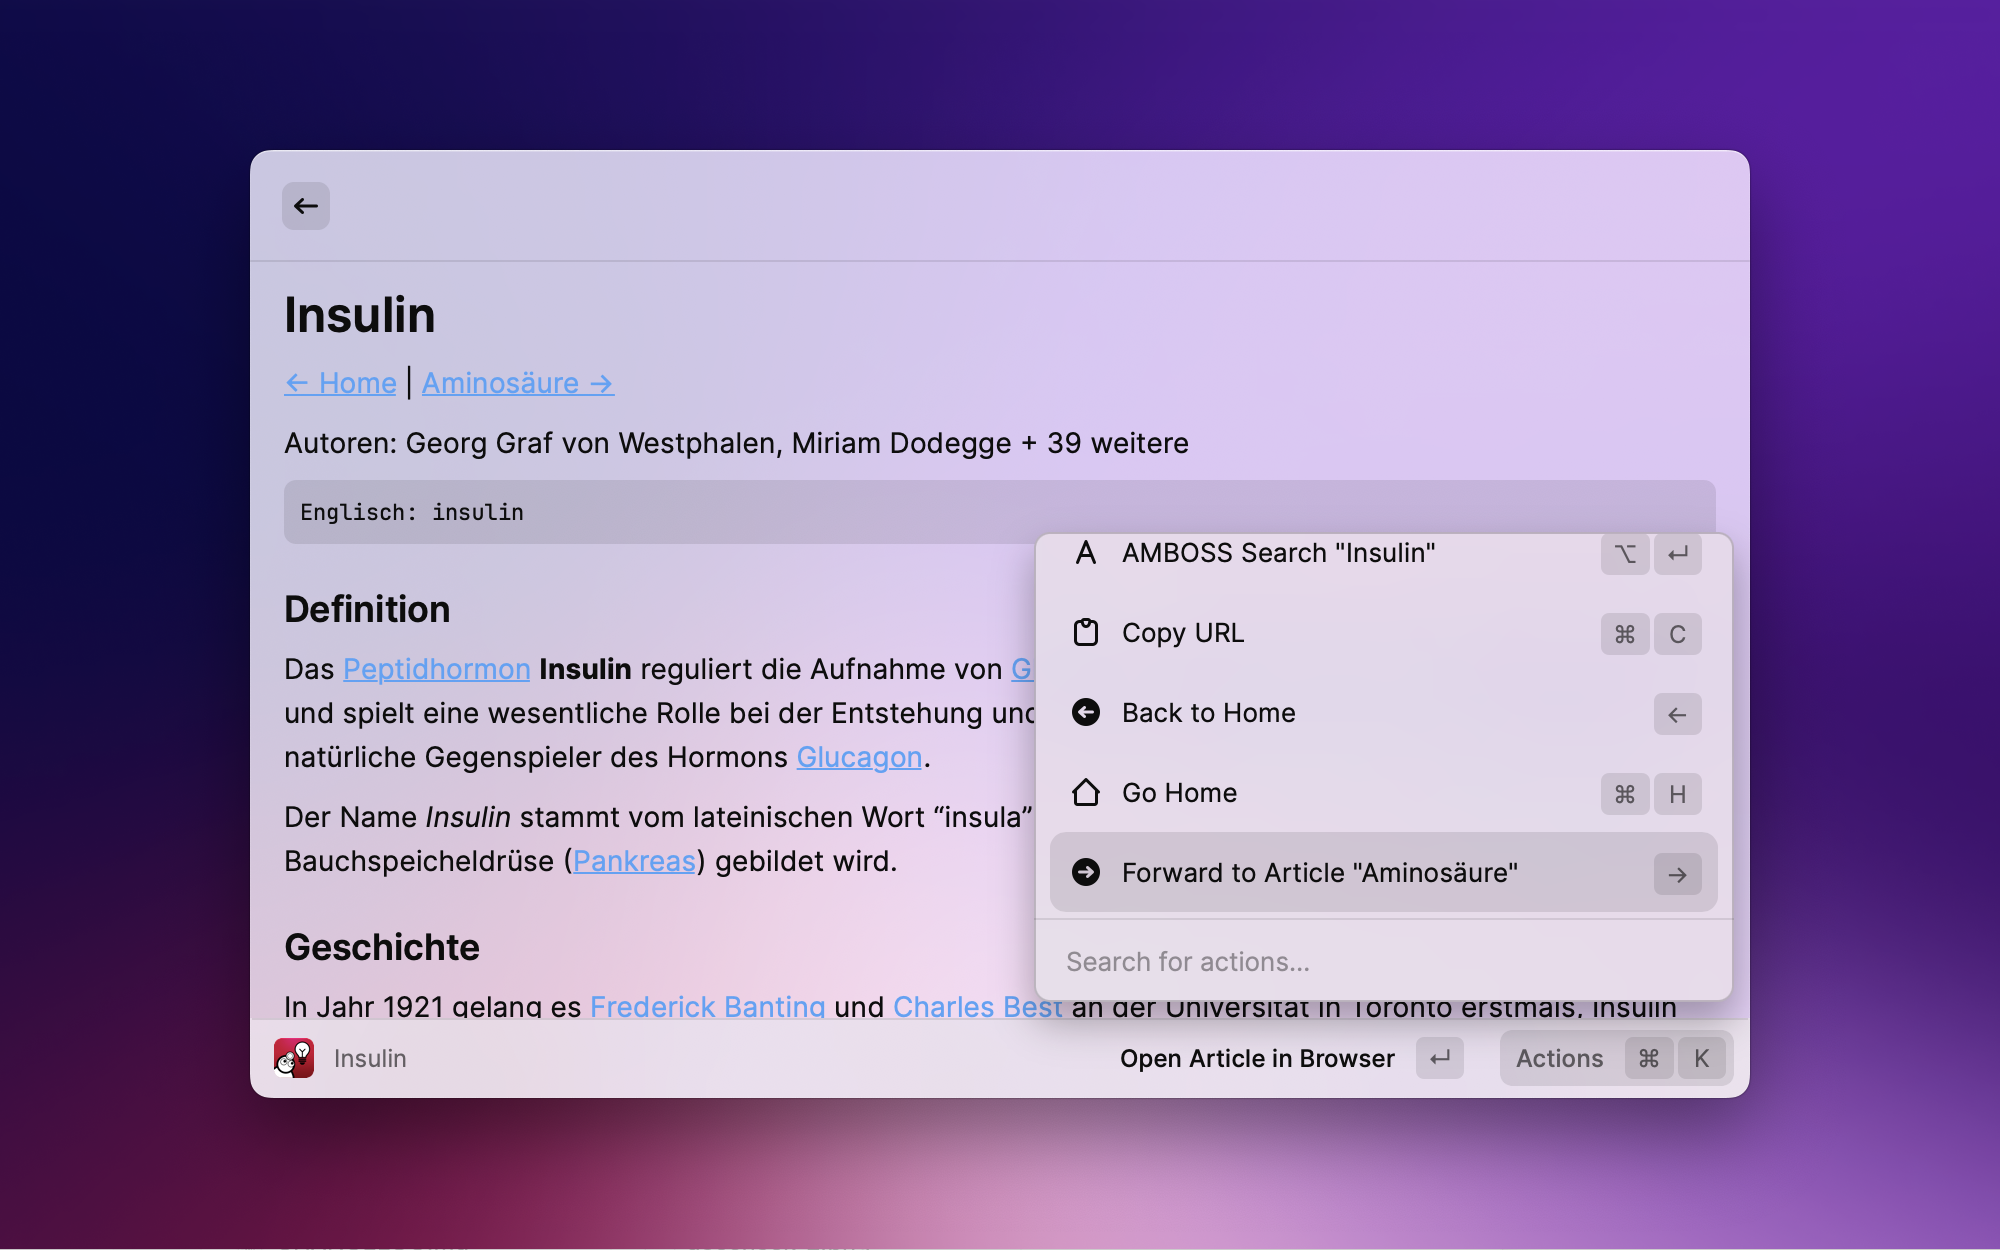 Insulin
← Home | Aminosäure →
Autoren: Georg Graf von Westphalen, Miriam Dodegge + 39 weitere
Englisch: insulin
Definition
Das Peptidhormon Insulin reguliert die Aufnahme von G
und spielt eine wesentliche Rolle bei der Entstehung und
natürliche Gegenspieler des Hormons Glucagon.
Der Name Insulin stammt vom lateinischen Wort “insula”
Bauchspeicheldrüse (Pankreas) gebildet wird.
Geschichte
In Jahr 1921 gelang es Frederick Banting und Charles Best an der Universität in Toronto erstmals, Insulin
AMBOSS Search "Insulin" ⌥ ↵
Copy URL ⌘ C
Back to Home ←
Go Home ⌘ H
Forward to Article "Aminosäure" →
Search for actions...
Insulin
Open Article in Browser ↵
Actions ⌘ K